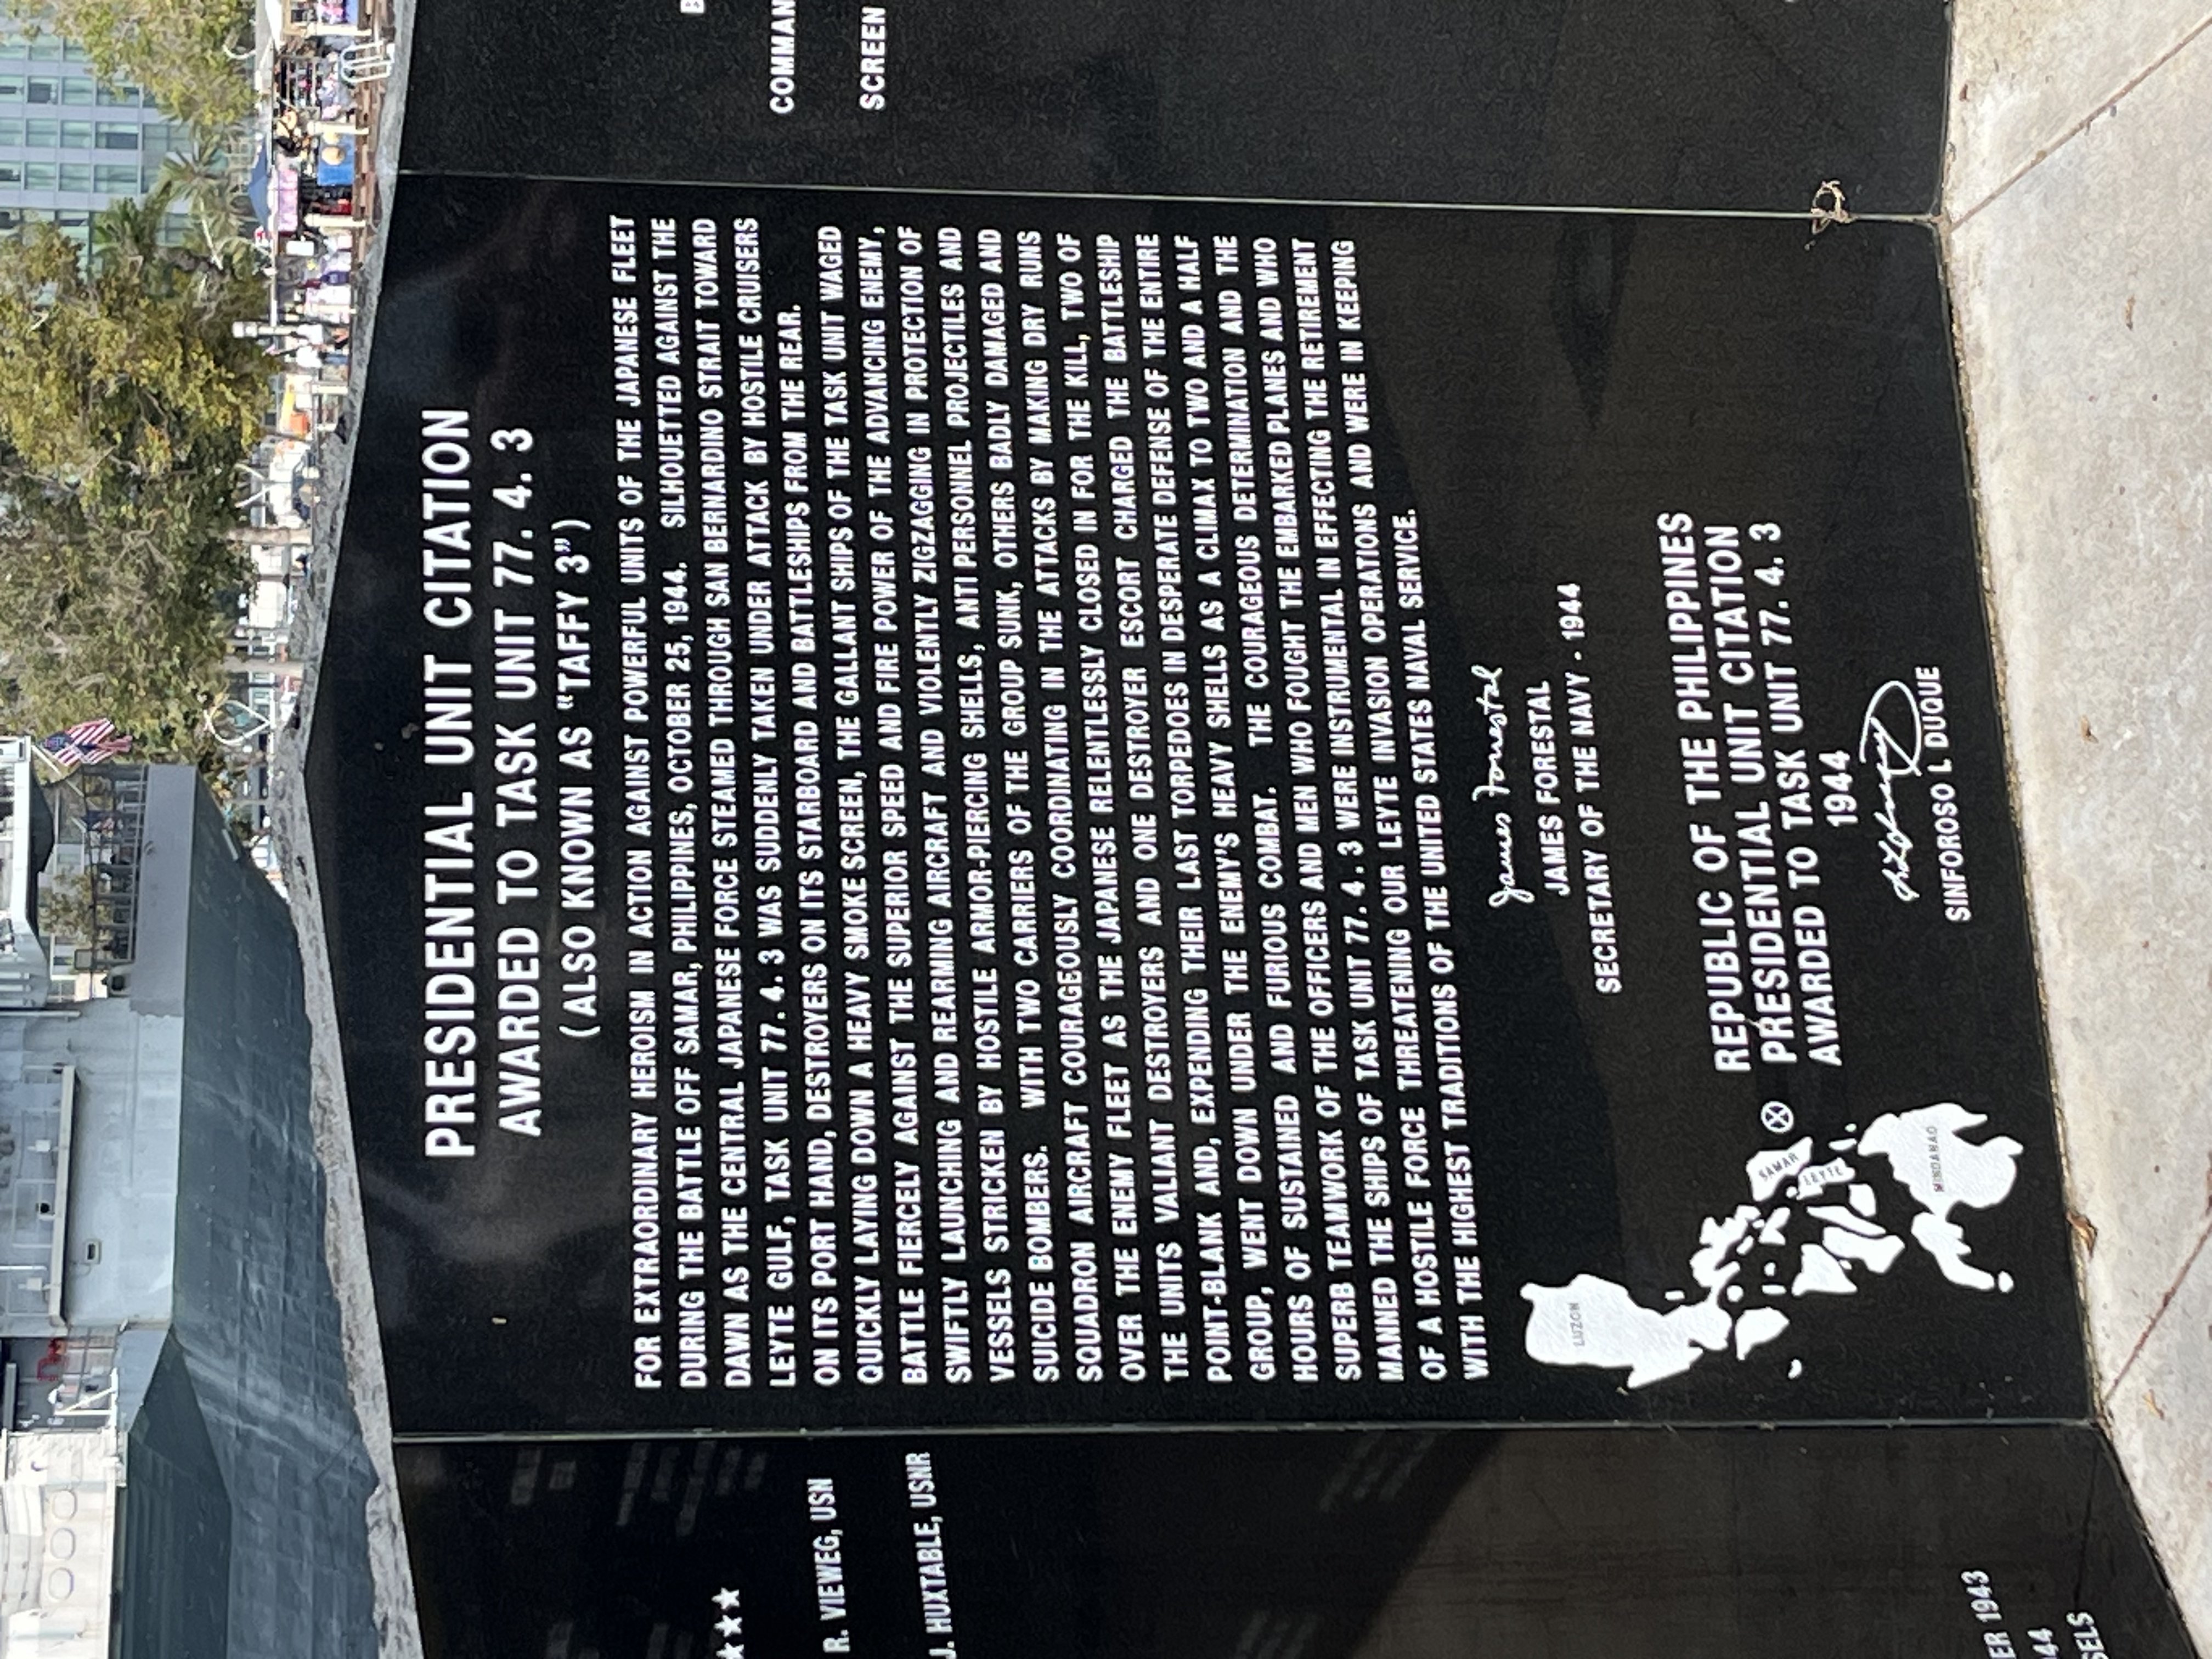 PRESIDENTIAL UNIT CITATION
AWARDED TO TASK UNIT 77. 4. 3
(ALSO KNOWN AS "TAFFY 3")
FOR EXTRAORDINARY HEROISM IN ACTION AGAINST POWERFUL UNITS OF THE JAPANESE FLEET
DURING THE BATTLE OFF SAMAR, PHILIPPINES, OCTOBER 25, 1944. SILHOUETTED AGAINST THE
DAWN AS THE CENTRAL JAPANESE FORCE STEAMED THROUGH SAN BERNARDINO STRAIT TOWARD
LEYTE GULF, TASK UNIT 77. 4. 3 WAS SUDDENLY TAKEN UNDER ATTACK BY HOSTILE CRUISERS
ON ITS PORT HAND, DESTROYERS ON ITS STARBOARD AND BATTLESHIPS FROM THE REAR.
QUICKLY LAYING DOWN A HEAVY SMOKE SCREEN, THE GALLANT SHIPS OF THE TASK UNIT WAGED
BATTLE FIERCELY AGAINST THE SUPERIOR SPEED AND FIRE POWER OF THE ADVANCING ENEMY,
SWIFTLY LAUNCHING AND REARMING AIRCRAFT AND VIOLENTLY ZIGZAGGING IN PROTECTION OF
VESSELS STRICKEN BY HOSTILE ARMOR-PIERCING SHELLS, ANTI PERSONNEL PROJECTILES AND
SUICIDE BOMBERS. WITH TWO CARRIERS OF THE GROUP SUNK, OTHERS BADLY DAMAGED AND
SQUADRON AIRCRAFT COURAGEOUSLY COORDINATING IN THE ATTACKS BY MAKING DRY RUNS
OVER THE ENEMY FLEET AS THE JAPANESE RELENTLESSLY CLOSED IN FOR THE KILL, TWO OF
THE UNITS VALIANT DESTROYERS AND ONE DESTROYER ESCORT CHARGED THE BATTLESHIP
POINT-BLANK AND, EXPENDING THEIR LAST TORPEDOES IN DESPERATE DEFENSE OF THE ENTIRE
GROUP, WENT DOWN UNDER THE ENEMY'S HEAVY SHELLS AS A CLIMAX TO TWO AND A HALF
HOURS OF SUSTAINED AND FURIOUS COMBAT. THE COURAGEOUS DETERMINATION AND THE
SUPERB TEAMWORK OF THE OFFICERS AND MEN WHO FOUGHT THE EMBARKED PLANES AND WHO
MANNED THE SHIPS OF TASK UNIT 77. 4. 3 WERE INSTRUMENTAL IN EFFECTING THE RETIREMENT
OF A HOSTILE FORCE THREATENING OUR LEYTE INVASION OPERATIONS AND WERE IN KEEPING
WITH THE HIGHEST TRADITIONS OF THE UNITED STATES NAVAL SERVICE.
James Forrestal
JAMES FORESTAL
SECRETARY OF THE NAVY - 1944
REPUBLIC OF THE PHILIPPINES
PRESIDENTIAL UNIT CITATION
AWARDED TO TASK UNIT 77. 4. 3
1944
SINFOROSO L DUQUE
LUZON
SAMAR
LEYTE
MINDANAO
R. VIEWEG, USN
J. HUXTABLE, USNR
ER 1943
44
SELS
B
COMMAN
SCREEN